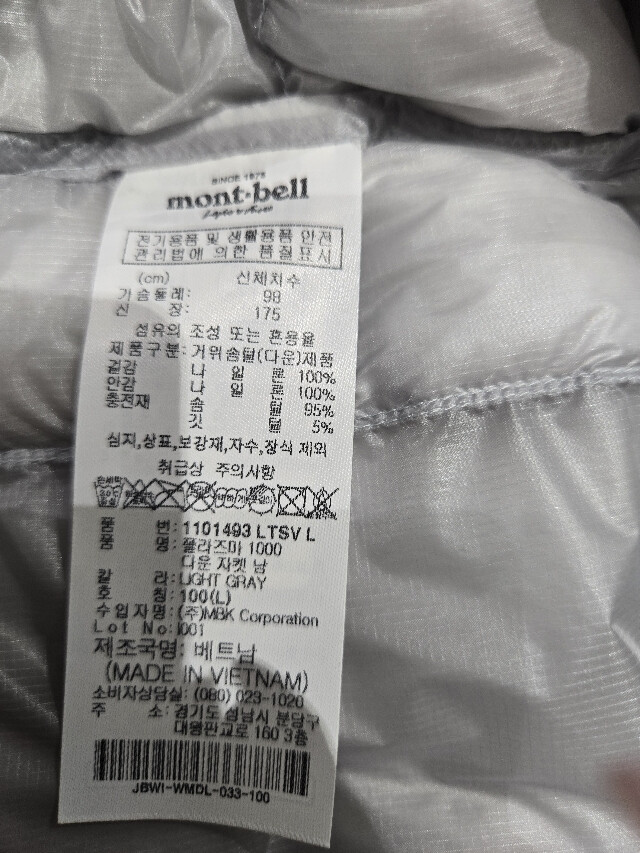 SINCE 1975
mont·bell
전기용품 및 생활용품 안전
관리법에 의한 품질표시
(cm) 신체치수
가슴둘레: 98
신 장: 175
섬유의 조성 또는 혼용율
제품구분: 거위솜털(다운)제품
겉감 나 일 론 100%
안감 나 일 론 100%
충전재 솜 털 95%
깃 털 5%
심지,상표,보강재,자수,장식 제외
취급상 주의사항
품 번: 1101493 LTSV L
품 명: 플라즈마 1000
다운 자켓 남
칼 라: LIGHT GRAY
호 칭: 100(L)
수입자명: (주)MBK Corporation
Lot No: I001
제조국명: 베트남
(MADE IN VIETNAM)
소비자상담실: (080) 023-1020
주 소: 경기도 성남시 분당구
대왕판교로 160 3층
JBWI-WMDL-033-100